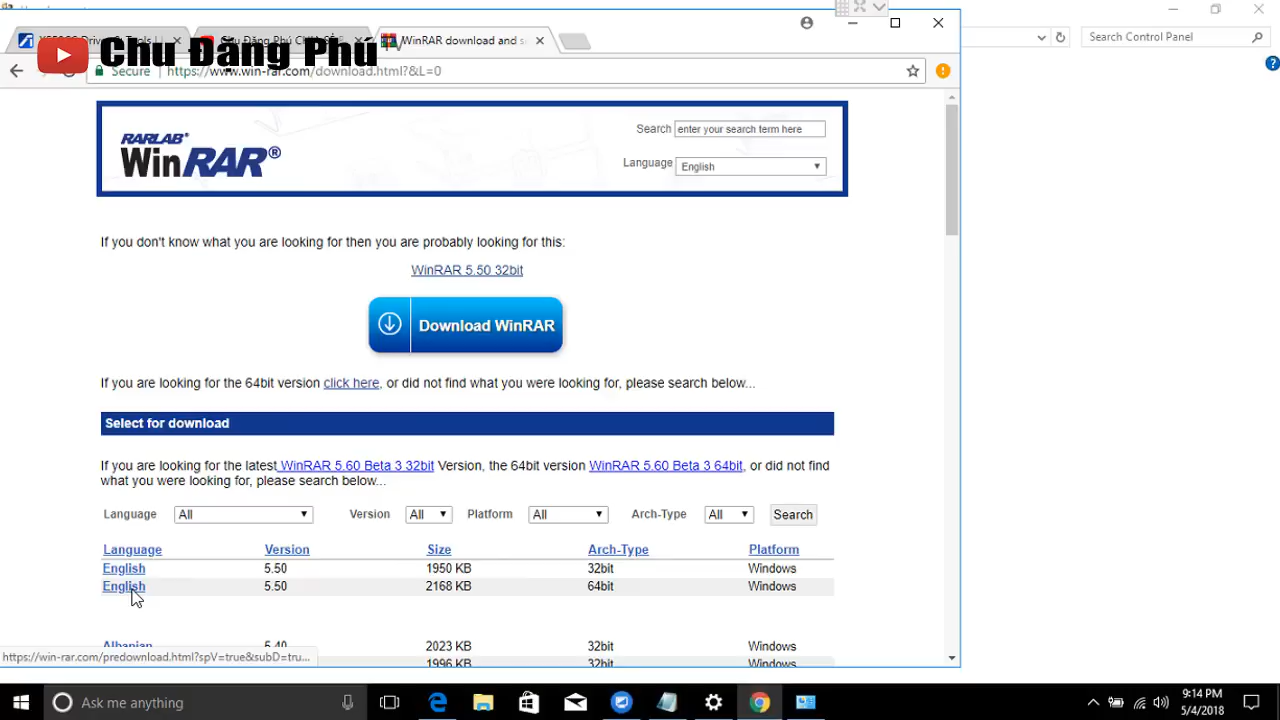 WinRAR download and s
Chu Đặng Phú
Search Control Panel
Secure
https://www.win-rar.com/download.html?&L=0
RARLAB®
WinRAR®
Search
enter your search term here
Language
English
If you don't know what you are looking for then you are probably looking for this:
WinRAR 5.50 32bit
Download WinRAR
If you are looking for the 64bit version click here, or did not find what you were looking for, please search below...
Select for download
If you are looking for the latest WinRAR 5.60 Beta 3 32bit Version, the 64bit version WinRAR 5.60 Beta 3 64bit, or did not find
what you were looking for, please search below...
Language All Version All Platform All Arch-Type All Search
Language Version Size Arch-Type Platform
English 5.50 1950 KB 32bit Windows
English 5.50 2168 KB 64bit Windows
Albanian 5.40 2023 KB 32bit Windows
1996 KB 32bit Windows
https://win-rar.com/predownload.html?spV=true&subD=tru...
Ask me anything
9:14 PM
5/4/2018